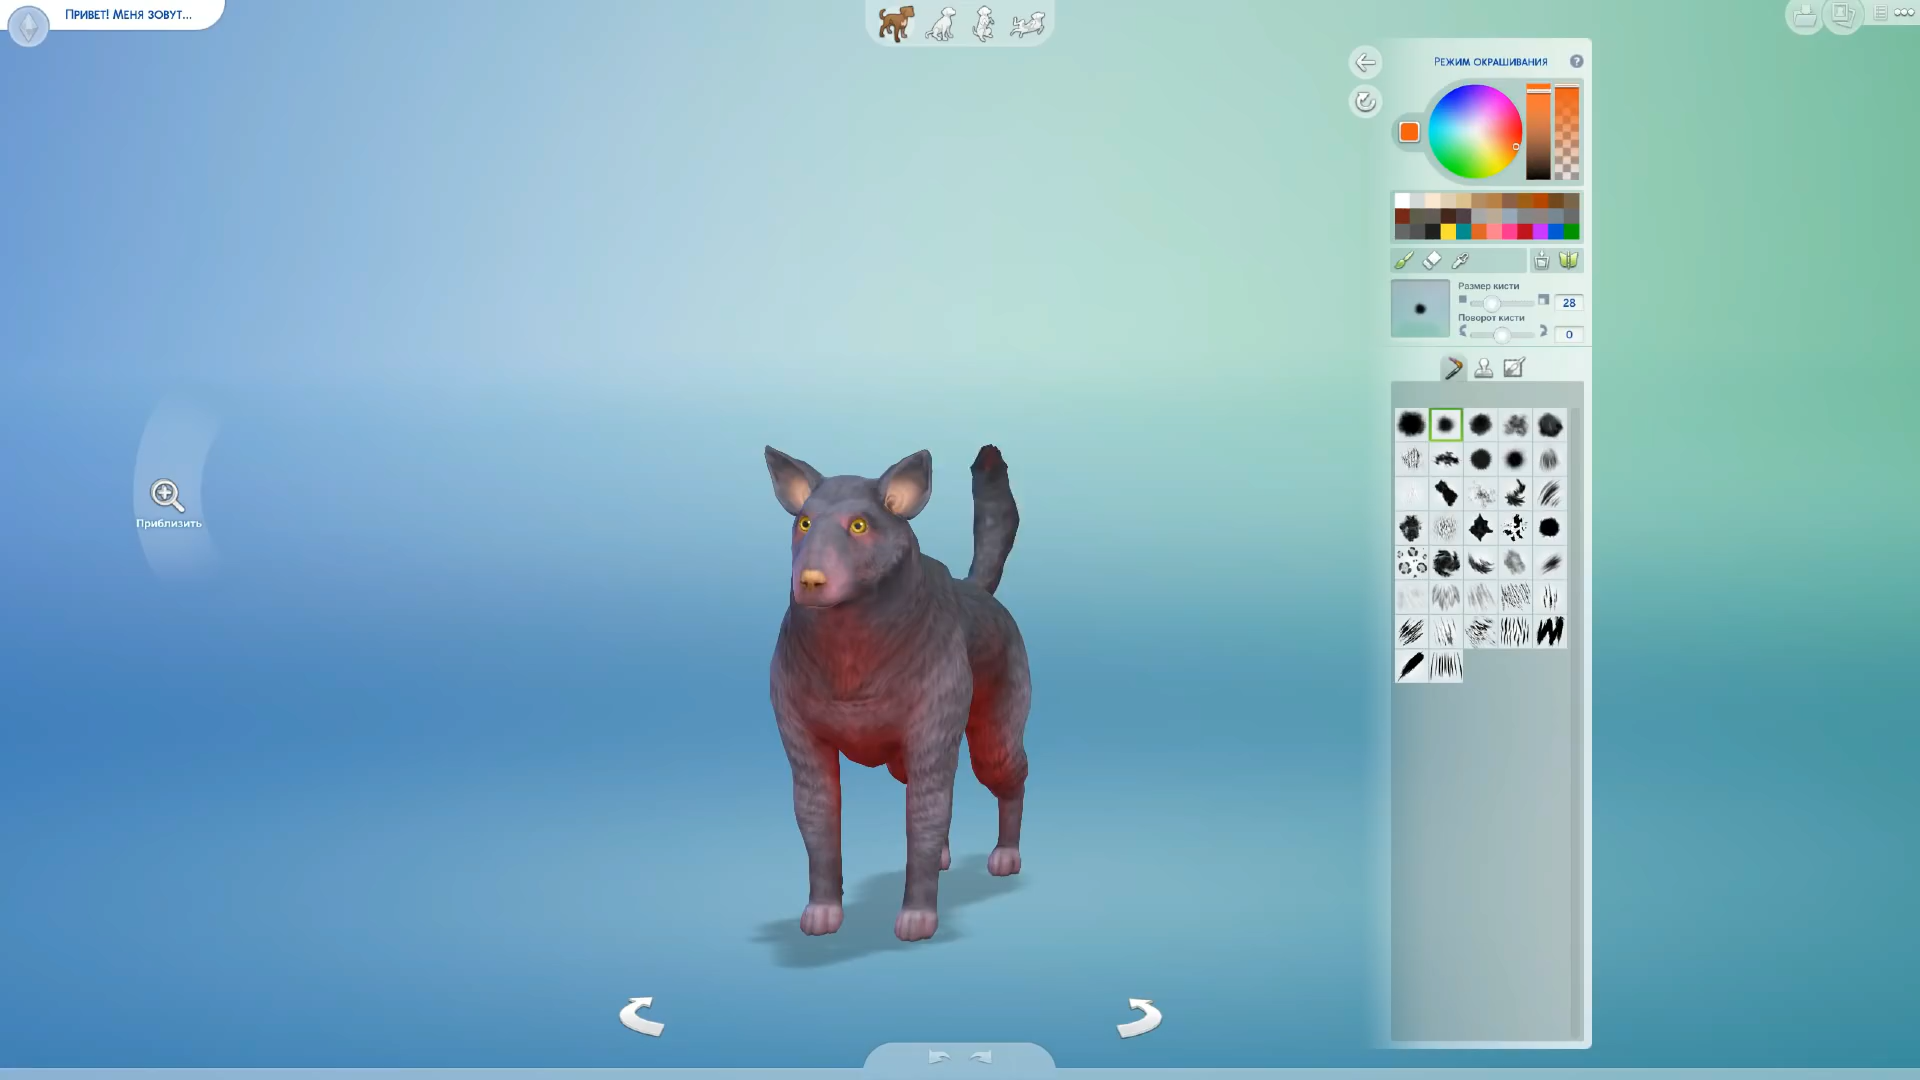 Привет! Меня зовут...
Режим окрашивания
?
Размер кисти
28
Поворот кисти
0
Приблизить